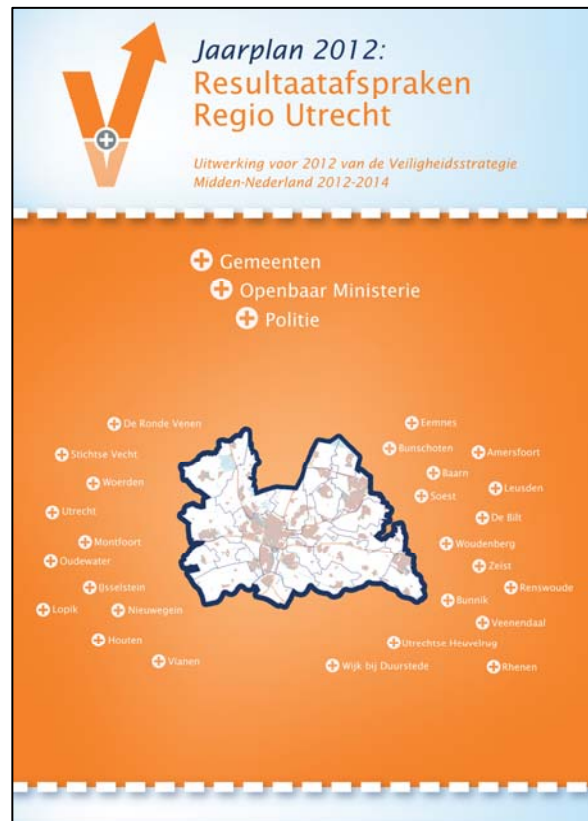 Jaarplan 2012:
Resultaatafspraken
Regio Utrecht
Uitwerking voor 2012 van de Veiligheidsstrategie
Midden-Nederland 2012-2014
Gemeenten
Openbaar Ministerie
Politie
De Ronde Venen
Stichtse Vecht
Woerden
Utrecht
Montfoort
Oudewater
IJsselstein
Lopik
Nieuwegein
Houten
Vianen
Eemnes
Bunschoten
Amersfoort
Baarn
Soest
Leusden
De Bilt
Woudenberg
Zeist
Renswoude
Bunnik
Veenendaal
Utrechtse Heuvelrug
Wijk bij Duurstede
Rhenen